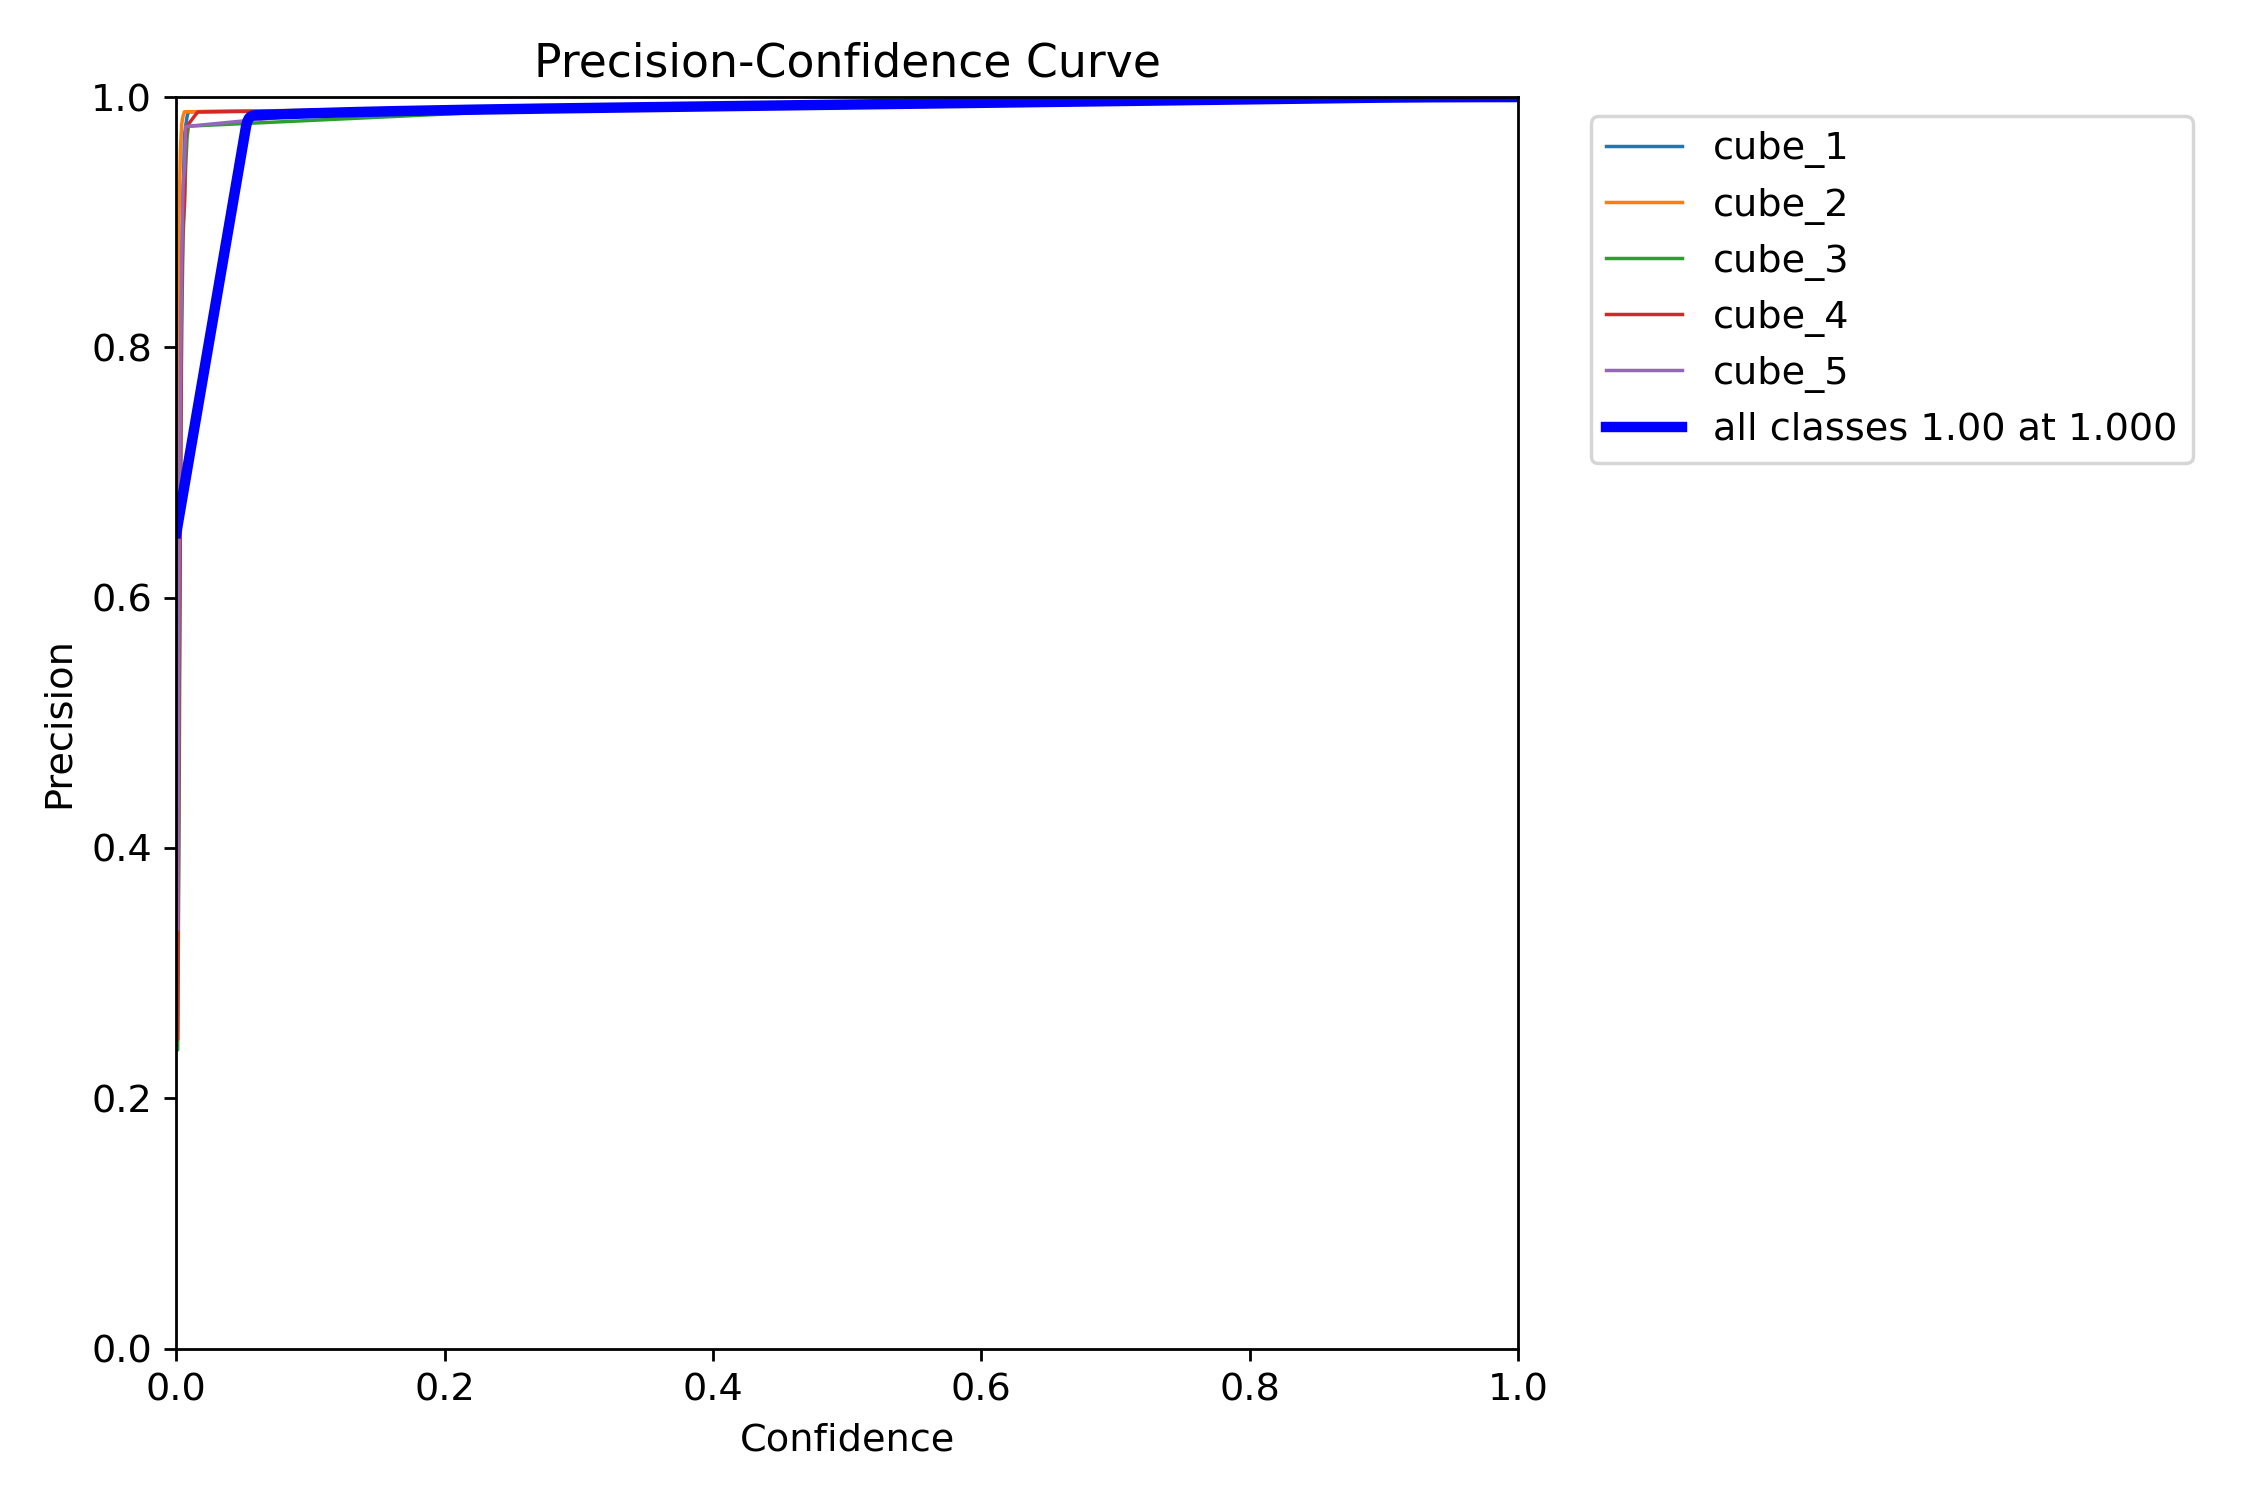 Precision-Confidence Curve
1.0
0.8
0.6
0.4
0.2
0.0
Precision
0.0 0.2 0.4 0.6 0.8 1.0
Confidence
cube_1
cube_2
cube_3
cube_4
cube_5
all classes 1.00 at 1.000